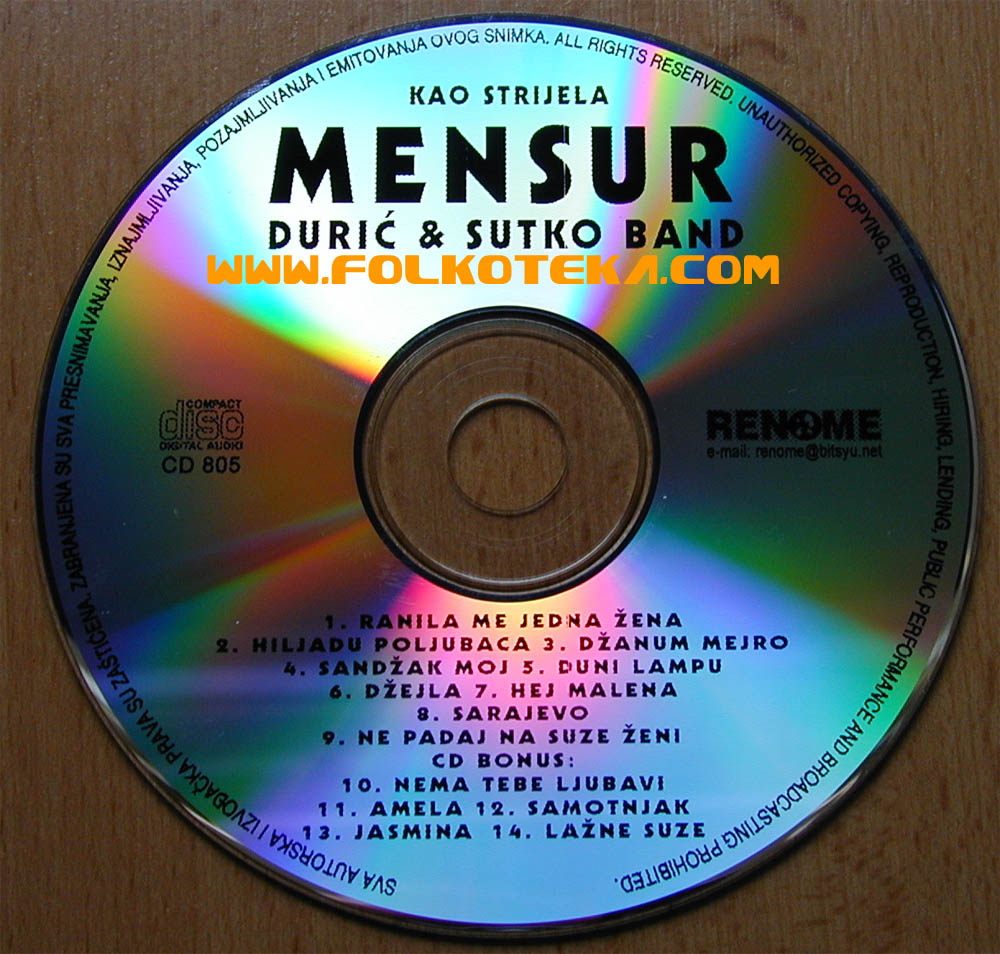 KAO STRIJELA
MENSUR
DURIĆ & SUTKO BAND
WWW.FOLKOTEKA.COM
COMPACT
disc
DIGITAL AUDIO
CD 805
RENOME
e-mail: renome@bitsyu.net
1. RANILA ME JEDNA ŽENA
2. HILJADU POLJUBACA 3. DŽANUM MEJRO
4. SANDŽAK MOJ 5. DUNI LAMPU
6. DŽEJLA 7. HEJ MALENA
8. SARAJEVO
9. NE PADAJ NA SUZE ŽENI
CD BONUS:
10. NEMA TEBE LJUBAVI
11. AMELA 12. SAMOTNJAK
13. JASMINA 14. LAŽNE SUZE
SVA AUTORSKA I IZVOĐAČKA PRAVA SU ZAŠTIĆENA. ZABRANJENA SU SVA PRESNIMAVANJA, IZNAJMLJIVANJA, POZAJMLJIVANJA I EMITOVANJA OVOG SNIMKA. ALL RIGHTS RESERVED. UNAUTHORIZED COPYING, REPRODUCTION, HIRING, LENDING, PUBLIC PERFORMANCE AND BROADCASTING PROHIBITED.